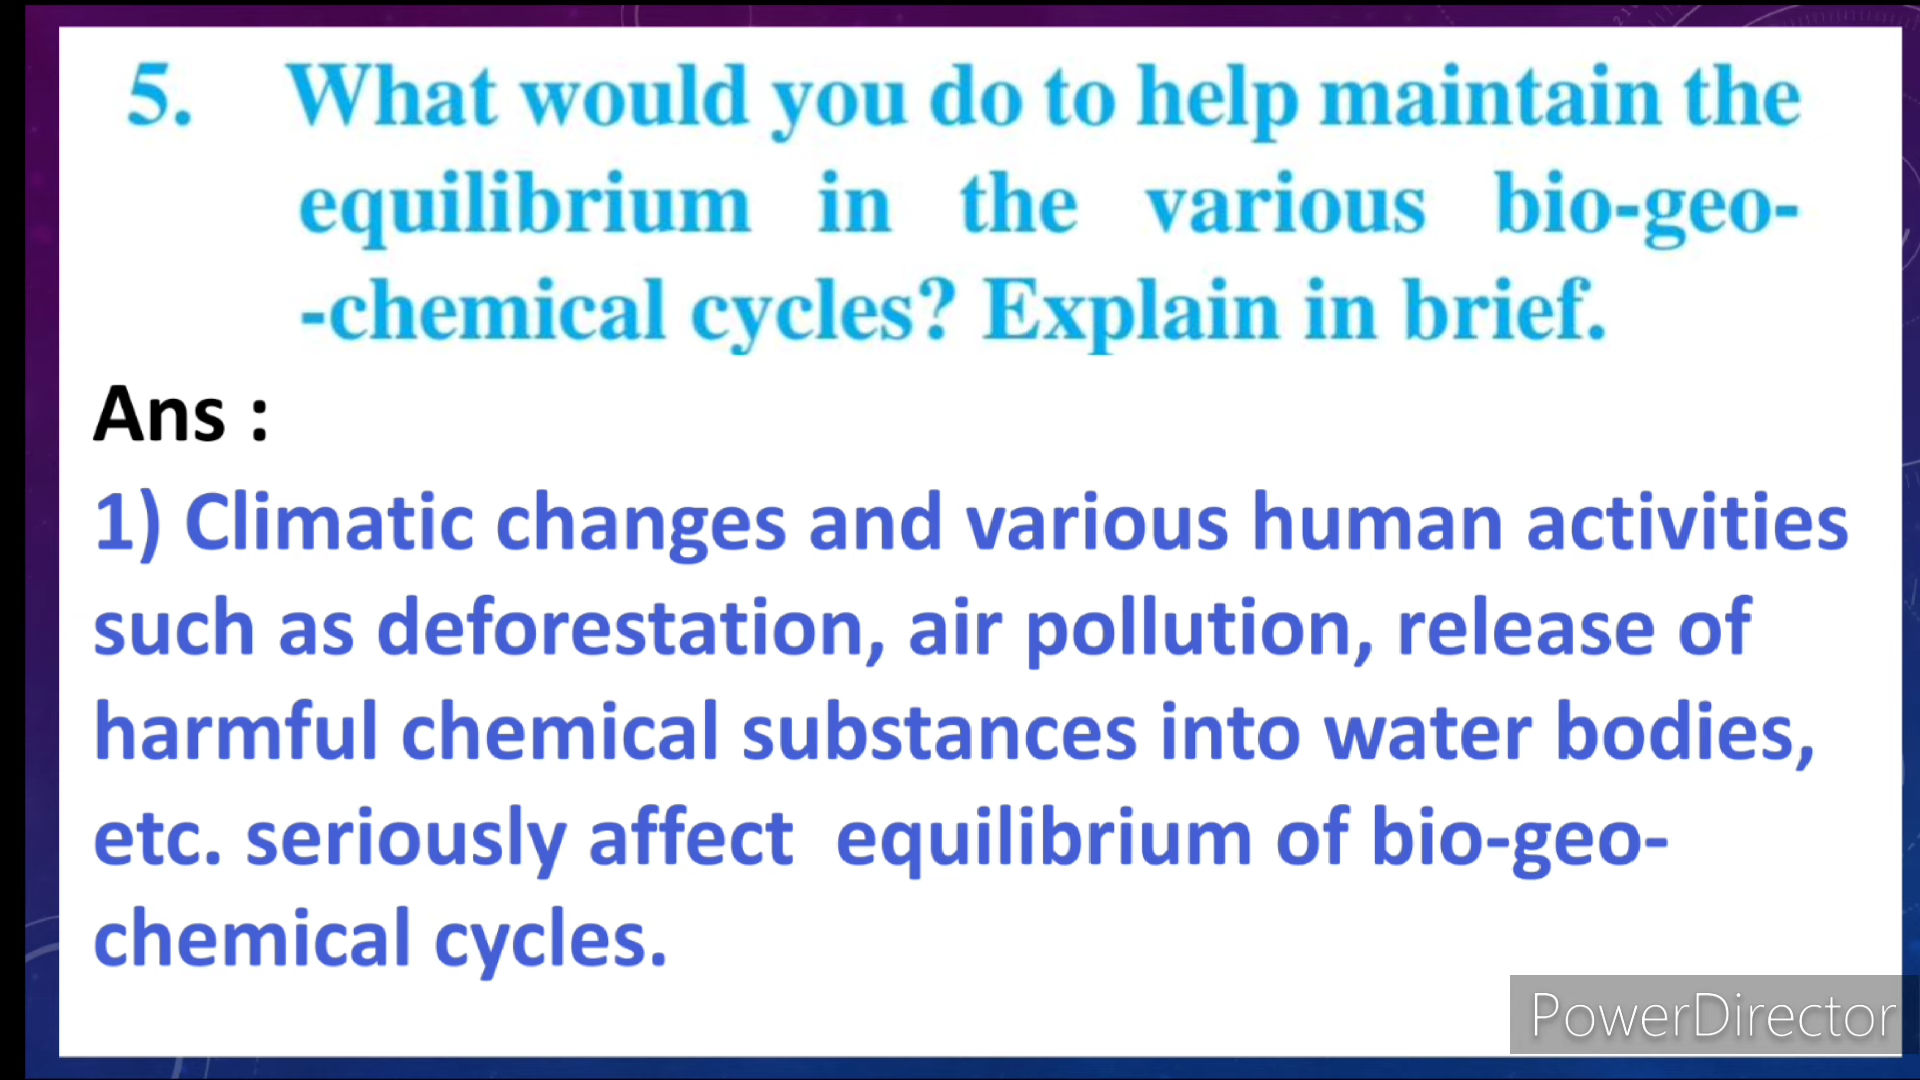 5. What would you do to help maintain the
equilibrium in the various bio-geo-
-chemical cycles? Explain in brief.
Ans :
1) Climatic changes and various human activities
such as deforestation, air pollution, release of
harmful chemical substances into water bodies,
etc. seriously affect equilibrium of bio-geo-
chemical cycles.
PowerDirector